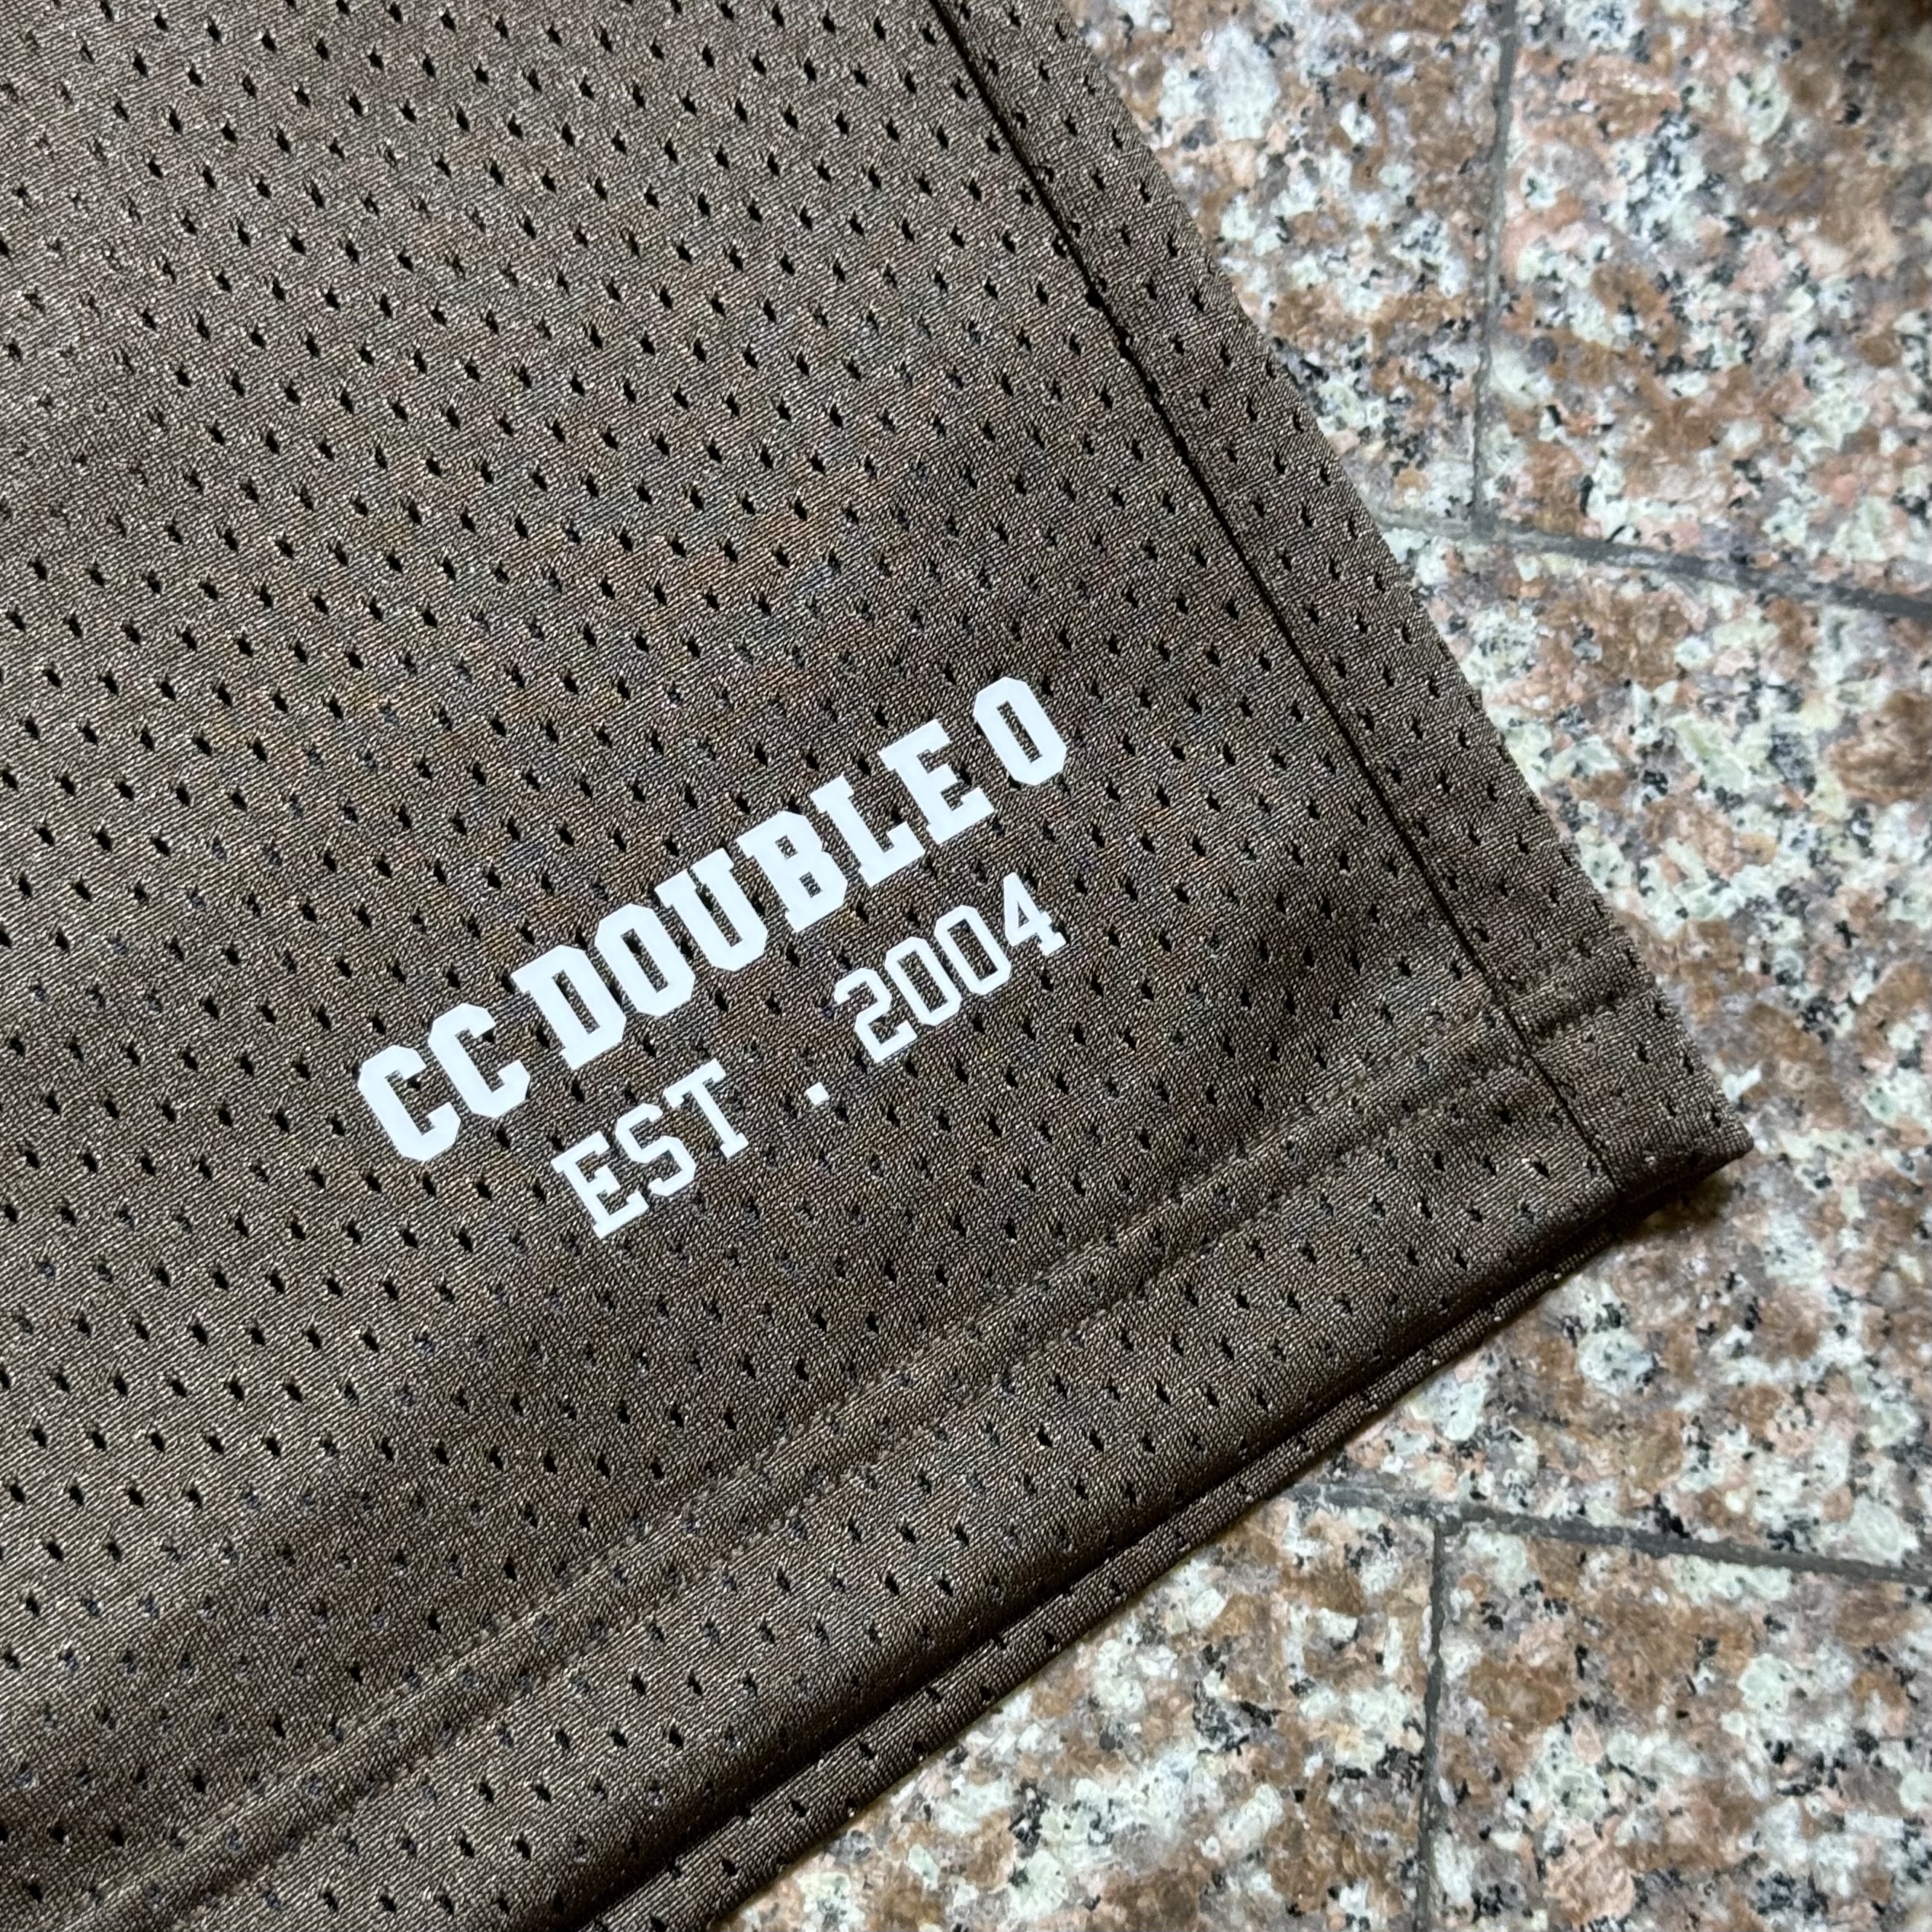 CC DOUBLE O
EST . 2004